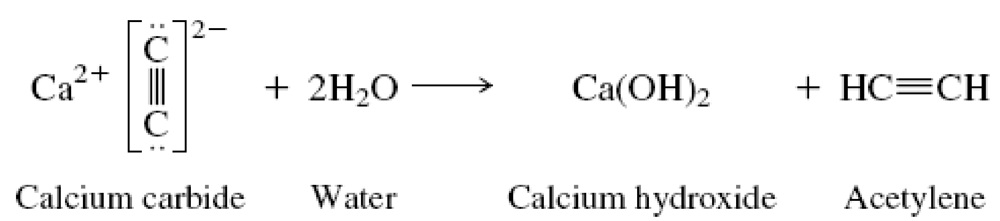 Ca²⁺ [:C≡C:]²⁻ + 2H₂O ⟶ Ca(OH)₂ + HC≡CH
Calcium carbide Water Calcium hydroxide Acetylene